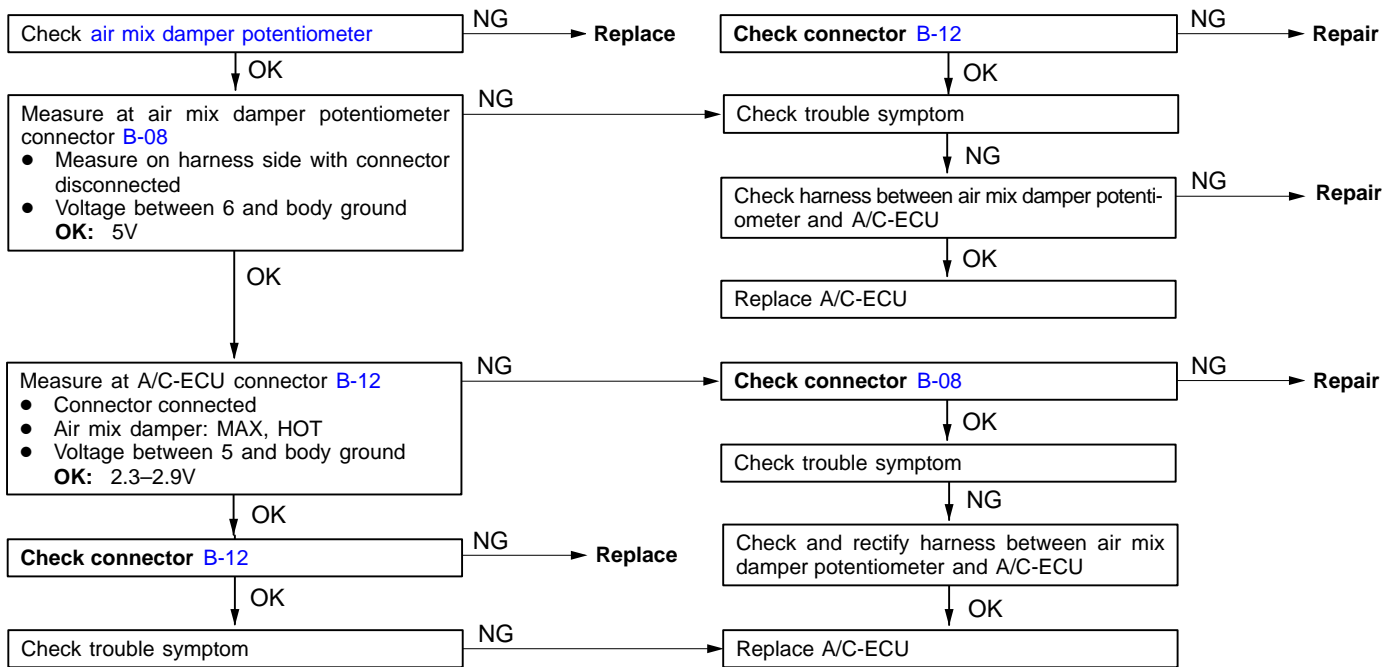 Check air mix damper potentiometer
NG
Replace
OK
Measure at air mix damper potentiometer
connector B-08
● Measure on harness side with connector
disconnected
● Voltage between 6 and body ground
OK: 5V
NG
OK
Measure at A/C-ECU connector B-12
● Connector connected
● Air mix damper: MAX, HOT
● Voltage between 5 and body ground
OK: 2.3–2.9V
NG
OK
Check connector B-12
NG
Replace
OK
Check trouble symptom
NG
Check connector B-12
NG
Repair
OK
Check trouble symptom
NG
Check harness between air mix damper potenti-
ometer and A/C-ECU
NG
Repair
OK
Replace A/C-ECU
Check connector B-08
NG
Repair
OK
Check trouble symptom
NG
Check and rectify harness between air mix
damper potentiometer and A/C-ECU
OK
Replace A/C-ECU